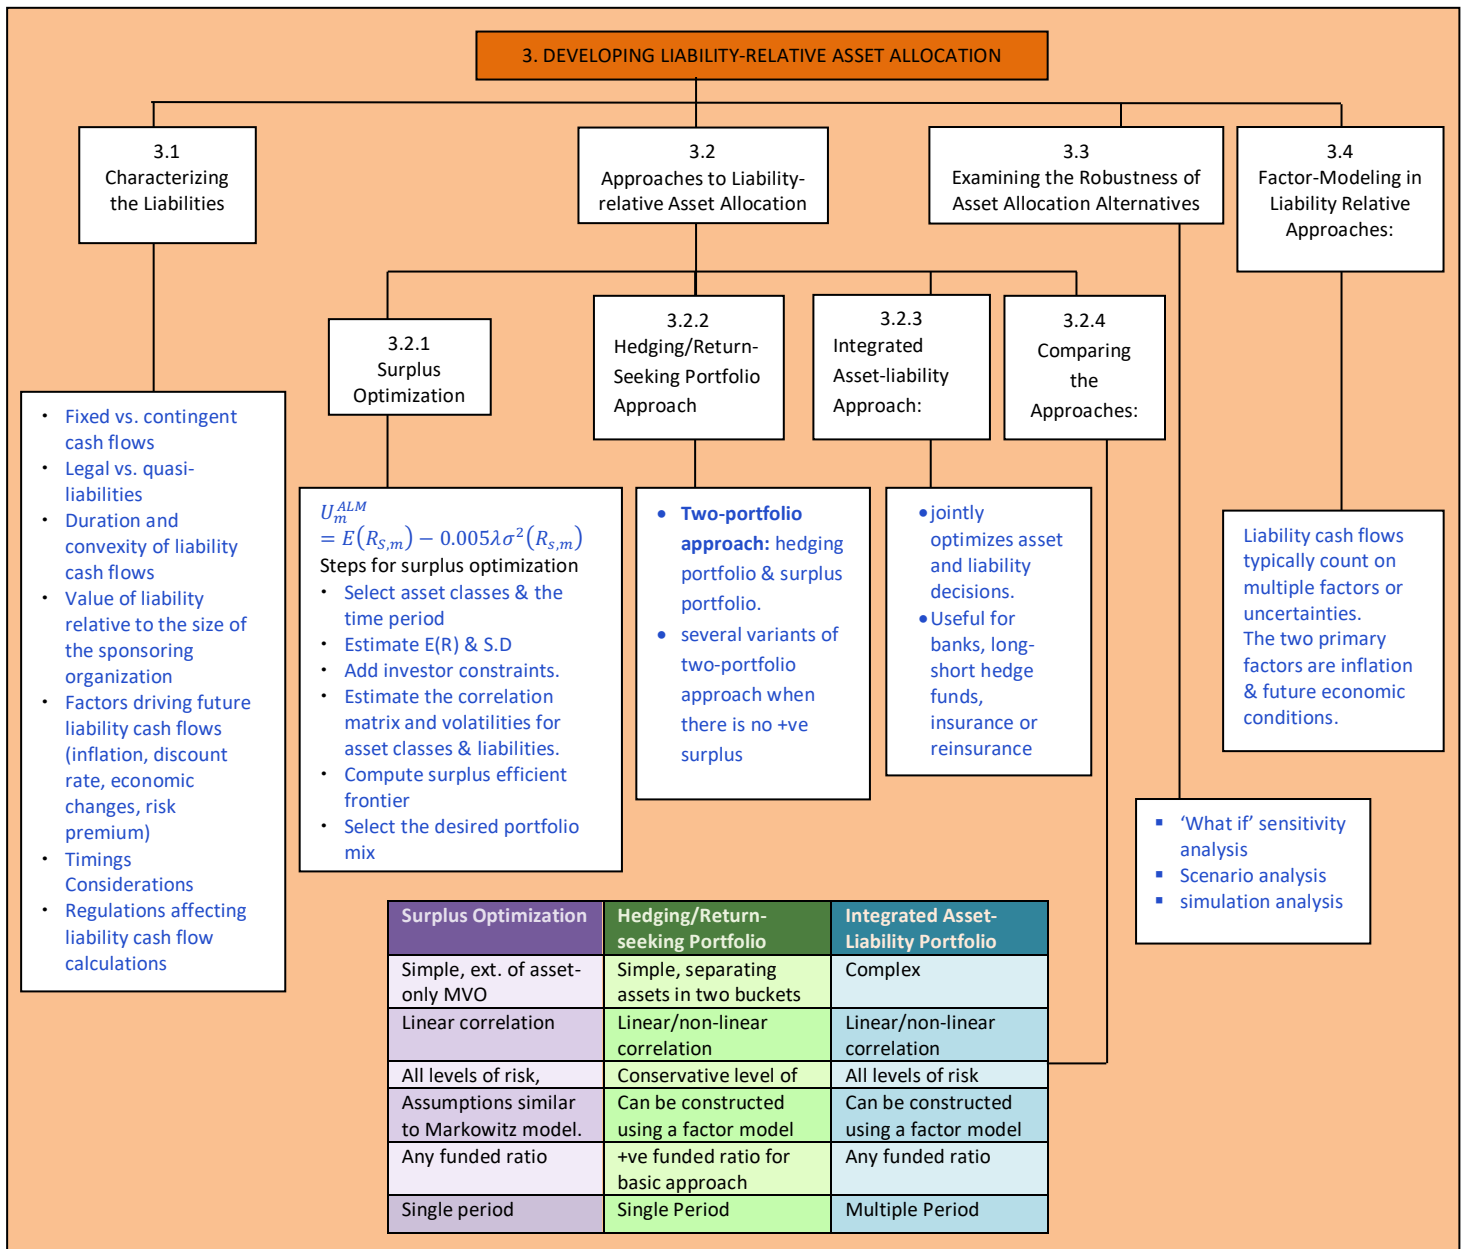 3. DEVELOPING LIABILITY-RELATIVE ASSET ALLOCATION
3.1
Characterizing
the Liabilities
3.2
Approaches to Liability-
relative Asset Allocation
3.3
Examining the Robustness of
Asset Allocation Alternatives
3.4
Factor-Modeling in
Liability Relative
Approaches:
3.2.1
Surplus
Optimization
3.2.2
Hedging/Return-
Seeking Portfolio
Approach
3.2.3
Integrated
Asset-liability
Approach:
3.2.4
Comparing
the
Approaches:
• Fixed vs. contingent
cash flows
• Legal vs. quasi-
liabilities
• Duration and
convexity of liability
cash flows
• Value of liability
relative to the size of
the sponsoring
organization
• Factors driving future
liability cash flows
(inflation, discount
rate, economic
changes, risk
premium)
• Timings
Considerations
• Regulations affecting
liability cash flow
calculations
U_m^{ALM}
= E(R_{S,m}) − 0.005λσ²(R_{s,m})
Steps for surplus optimization
• Select asset classes & the
time period
• Estimate E(R) & S.D
• Add investor constraints.
• Estimate the correlation
matrix and volatilities for
asset classes & liabilities.
• Compute surplus efficient
frontier
• Select the desired portfolio
mix
• Two-portfolio
approach: hedging
portfolio & surplus
portfolio.
• several variants of
two-portfolio
approach when
there is no +ve
surplus
• jointly
optimizes asset
and liability
decisions.
• Useful for
banks, long-
short hedge
funds,
insurance or
reinsurance
Liability cash flows
typically count on
multiple factors or
uncertainties.
The two primary
factors are inflation
& future economic
conditions.
▪ ‘What if’ sensitivity
analysis
▪ Scenario analysis
▪ simulation analysis
Surplus Optimization
Hedging/Return-
seeking Portfolio
Integrated Asset-
Liability Portfolio
Simple, ext. of asset-
only MVO
Simple, separating
assets in two buckets
Complex
Linear correlation
Linear/non-linear
correlation
Linear/non-linear
correlation
All levels of risk,
Conservative level of
All levels of risk
Assumptions similar
to Markowitz model.
Can be constructed
using a factor model
Can be constructed
using a factor model
Any funded ratio
+ve funded ratio for
basic approach
Any funded ratio
Single period
Single Period
Multiple Period